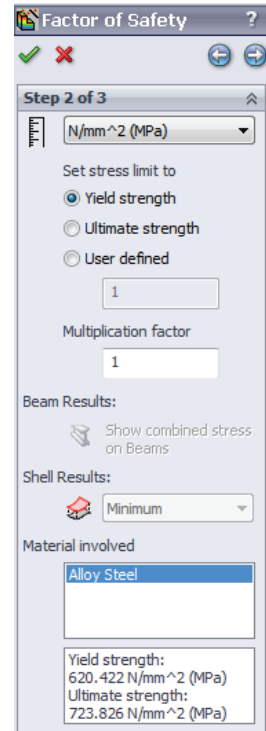 Factor of Safety ?
Step 2 of 3
N/mm^2 (MPa)
Set stress limit to
Yield strength
Ultimate strength
User defined
1
Multiplication factor
1
Beam Results:
Show combined stress
on Beams
Shell Results:
Minimum
Material involved
Alloy Steel
Yield strength:
620.422 N/mm^2 (MPa)
Ultimate strength:
723.826 N/mm^2 (MPa)